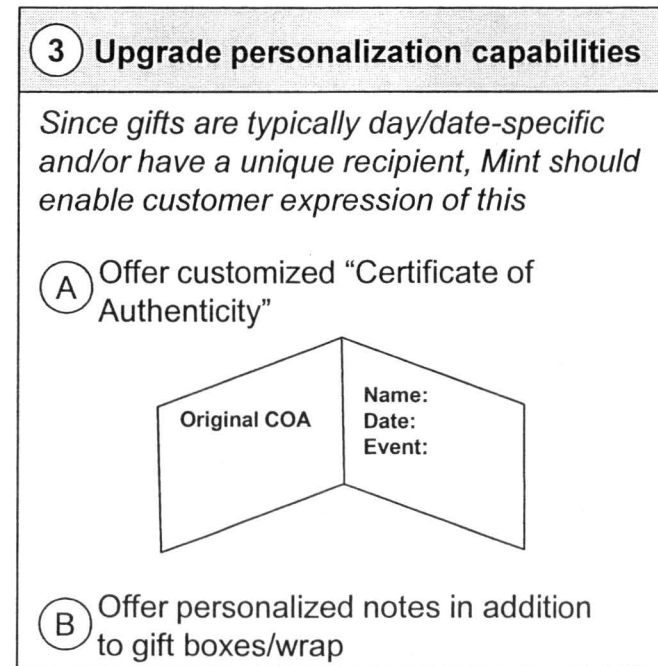 3 Upgrade personalization capabilities
Since gifts are typically day/date-specific
and/or have a unique recipient, Mint should
enable customer expression of this
A Offer customized “Certificate of
Authenticity”
Original COA
Name:
Date:
Event:
B Offer personalized notes in addition
to gift boxes/wrap